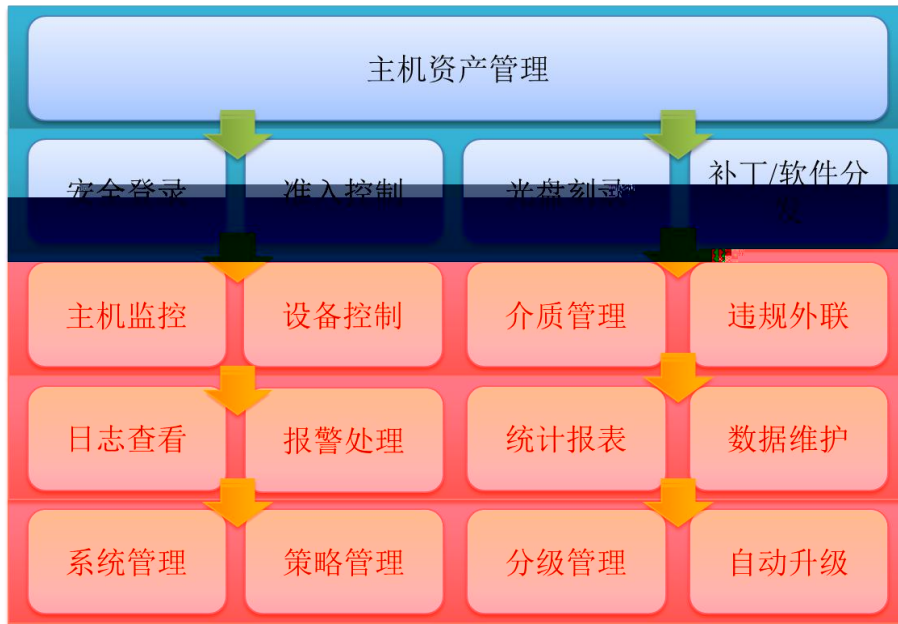 主机资产管理
安全登录 准入控制 光盘刻录 补丁/软件分
发
主机监控 设备控制 介质管理 违规外联
日志查看 报警处理 统计报表 数据维护
系统管理 策略管理 分级管理 自动升级